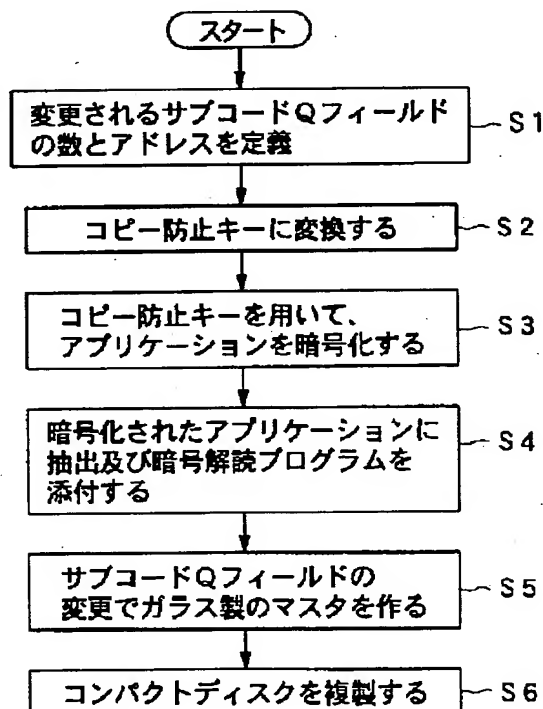 スタート
変更されるサブコードQフィールド
の数とアドレスを定義
S1
コピー防止キーに変換する
S2
コピー防止キーを用いて、
アプリケーションを暗号化する
S3
暗号化されたアプリケーションに
抽出及び暗号解読プログラムを
添付する
S4
サブコードQフィールドの
変更でガラス製のマスタを作る
S5
コンパクトディスクを複製する
S6